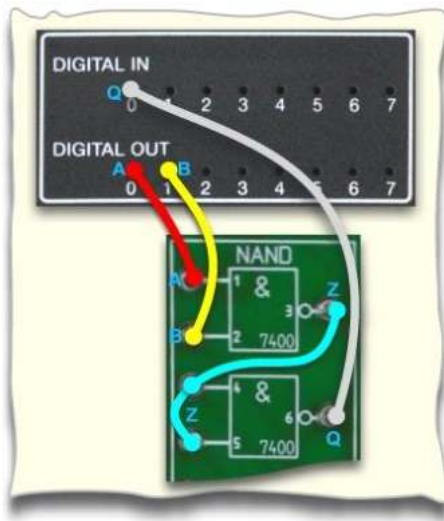 DIGITAL IN
Q
0 1 2 3 4 5 6 7
DIGITAL OUT
A B
0 1 2 3 4 5 6 7
NAND
A 1 & 3 Z
B 2 7400
4 &
Z 6
5 7400 Q